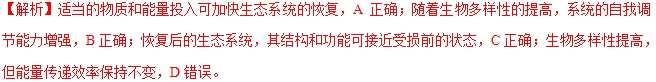 【解析】适当的物质和能量投入可加快生态系统的恢复，A 正确；随着生物多样性的提高，系统的自我调
节能力增强，B正确；恢复后的生态系统，其结构和功能可接近受损前的状态，C正确；生物多样性提高，
但能量传递效率保持不变，D错误。